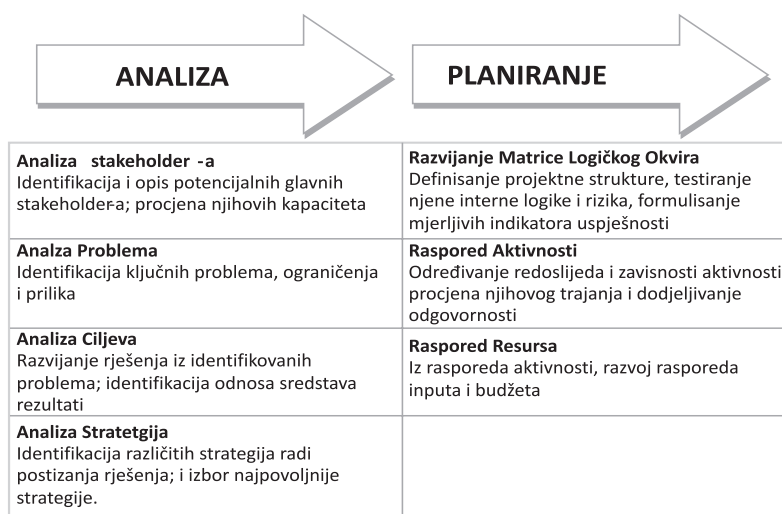 ANALIZA
PLANIRANJE
Analiza stakeholder -a
Identifikacija i opis potencijalnih glavnih
stakeholder-a; procjena njihovih kapaciteta
Razvijanje Matrice Logičkog Okvira
Definisanje projektne strukture, testiranje
njene interne logike i rizika, formulisanje
mjerljivih indikatora uspješnosti
Analza Problema
Identifikacija ključnih problema, ograničenja
i prilika
Raspored Aktivnosti
Određivanje redoslijeda i zavisnosti aktivnosti
procjena njihovog trajanja i dodjeljivanje
odgovornosti
Analiza Ciljeva
Razvijanje rješenja iz identifikovanih
problema; identifikacija odnosa sredstava
rezultati
Raspored Resursa
Iz rasporeda aktivnosti, razvoj rasporeda
inputa i budžeta
Analiza Stratetgija
Identifikacija različitih strategija radi
postizanja rješenja; i izbor najpovoljnije
strategije.